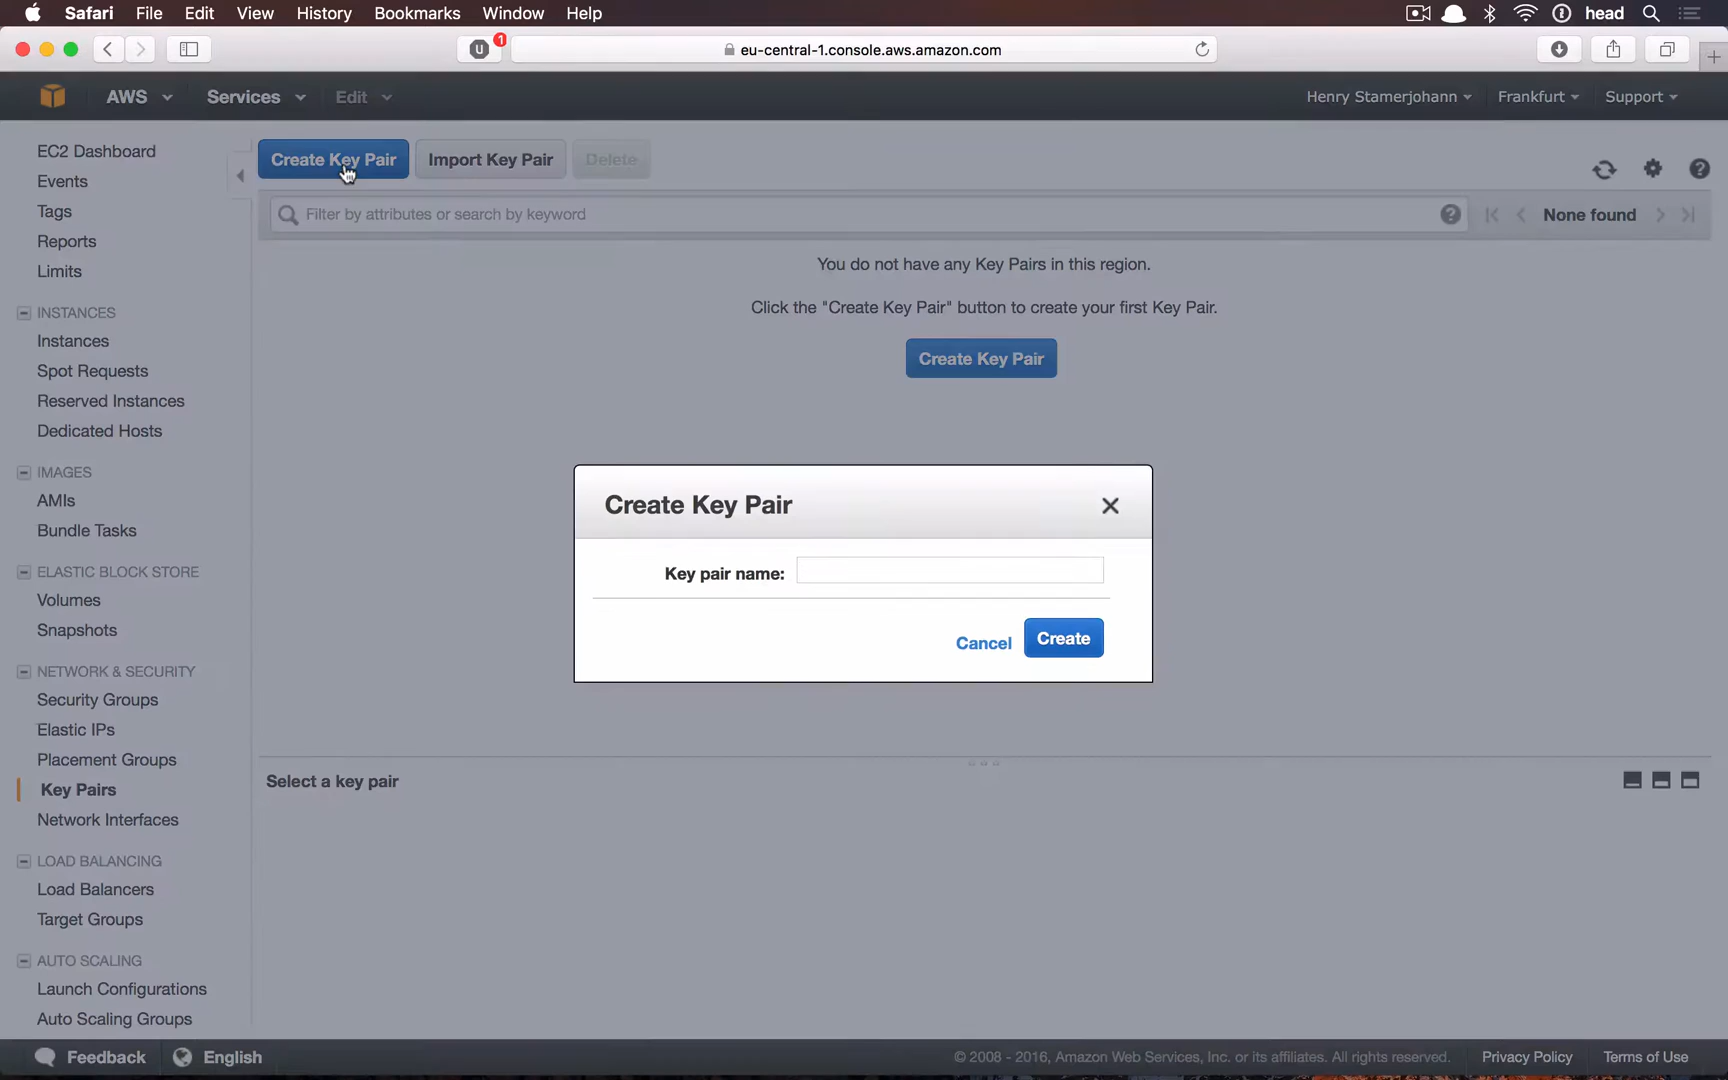 Safari File Edit View History Bookmarks Window Help head
1
eu-central-1.console.aws.amazon.com
AWS Services Edit Henry Stamerjohann Frankfurt Support
EC2 Dashboard
Events
Tags
Reports
Limits
INSTANCES
Instances
Spot Requests
Reserved Instances
Dedicated Hosts
IMAGES
AMIs
Bundle Tasks
ELASTIC BLOCK STORE
Volumes
Snapshots
NETWORK & SECURITY
Security Groups
Elastic IPs
Placement Groups
Key Pairs
Network Interfaces
LOAD BALANCING
Load Balancers
Target Groups
AUTO SCALING
Launch Configurations
Auto Scaling Groups
Create Key Pair Import Key Pair Delete
Filter by attributes or search by keyword None found
You do not have any Key Pairs in this region.
Click the "Create Key Pair" button to create your first Key Pair.
Create Key Pair
Create Key Pair
Key pair name:
Cancel Create
Select a key pair
Feedback English © 2008 - 2016, Amazon Web Services, Inc. or its affiliates. All rights reserved. Privacy Policy Terms of Use